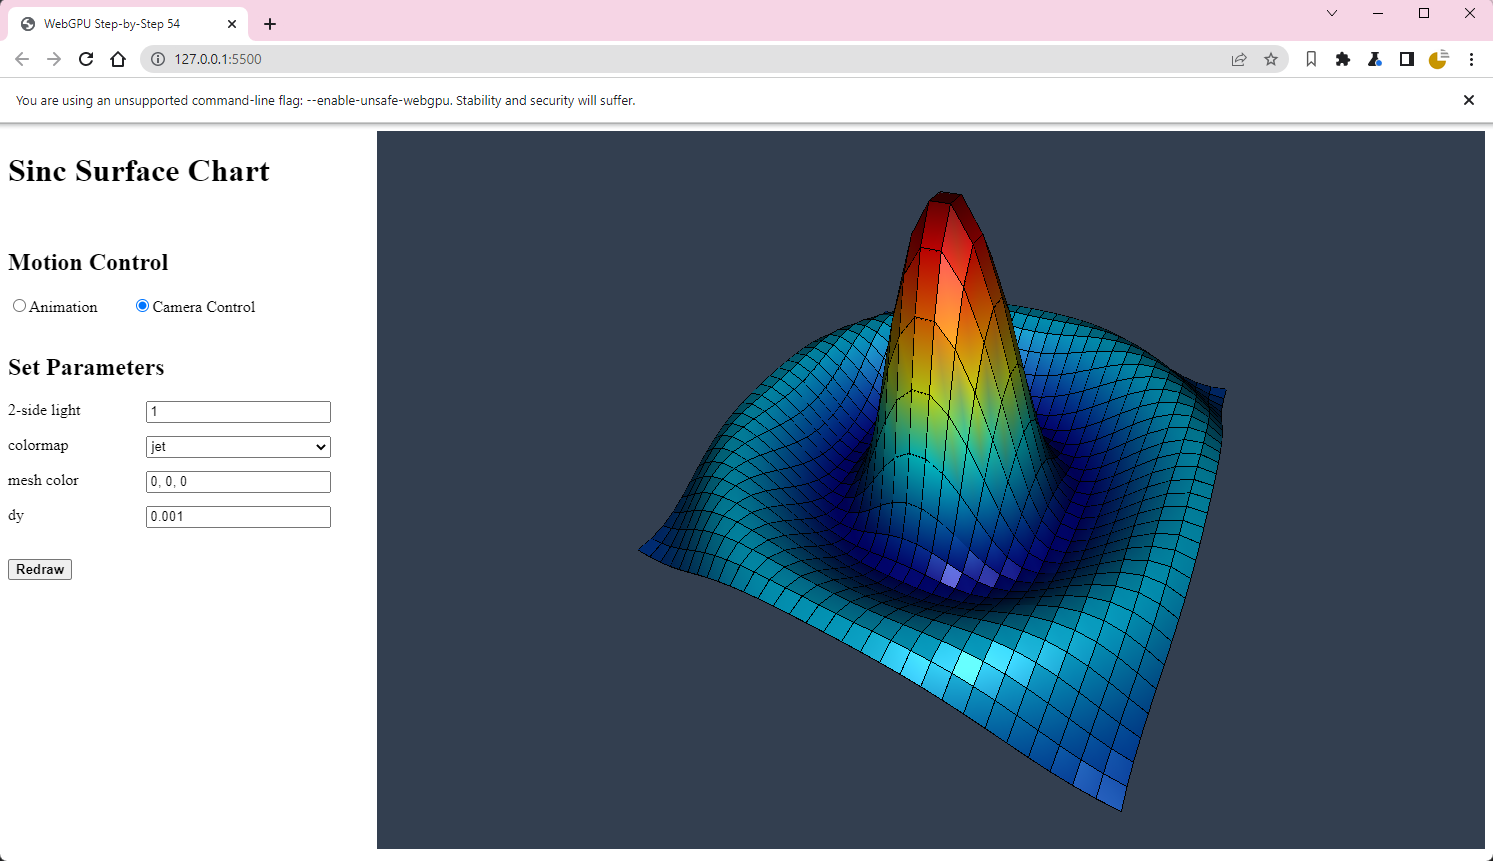 WebGPU Step-by-Step 54
127.0.0.1:5500
You are using an unsupported command-line flag: --enable-unsafe-webgpu. Stability and security will suffer.
Sinc Surface Chart
Motion Control
Animation Camera Control
Set Parameters
2-side light 1
colormap jet
mesh color 0, 0, 0
dy 0.001
Redraw